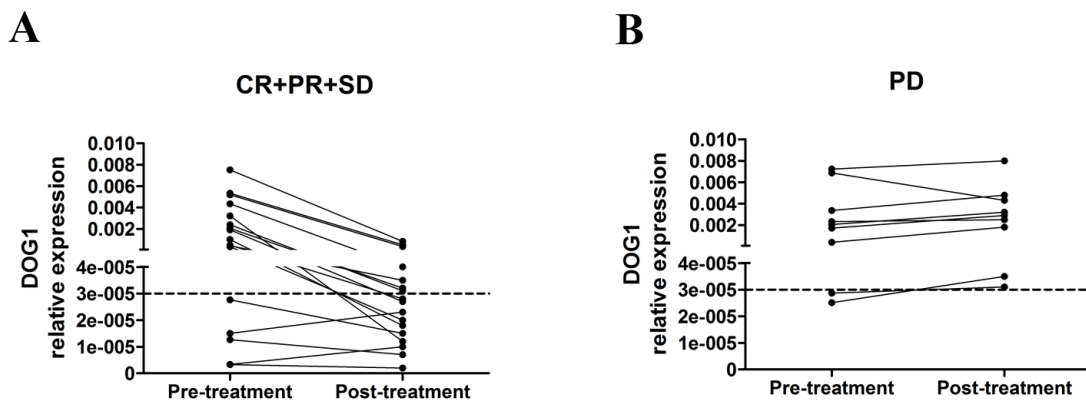 A
CR+PR+SD
DOG1
relative expression
0.010
0.008
0.006
0.004
0.002
4e-005
3e-005
2e-005
1e-005
0
Pre-treatment Post-treatment
B
PD
DOG1
relative expression
0.010
0.008
0.006
0.004
0.002
4e-005
3e-005
2e-005
1e-005
0
Pre-treatment Post-treatment